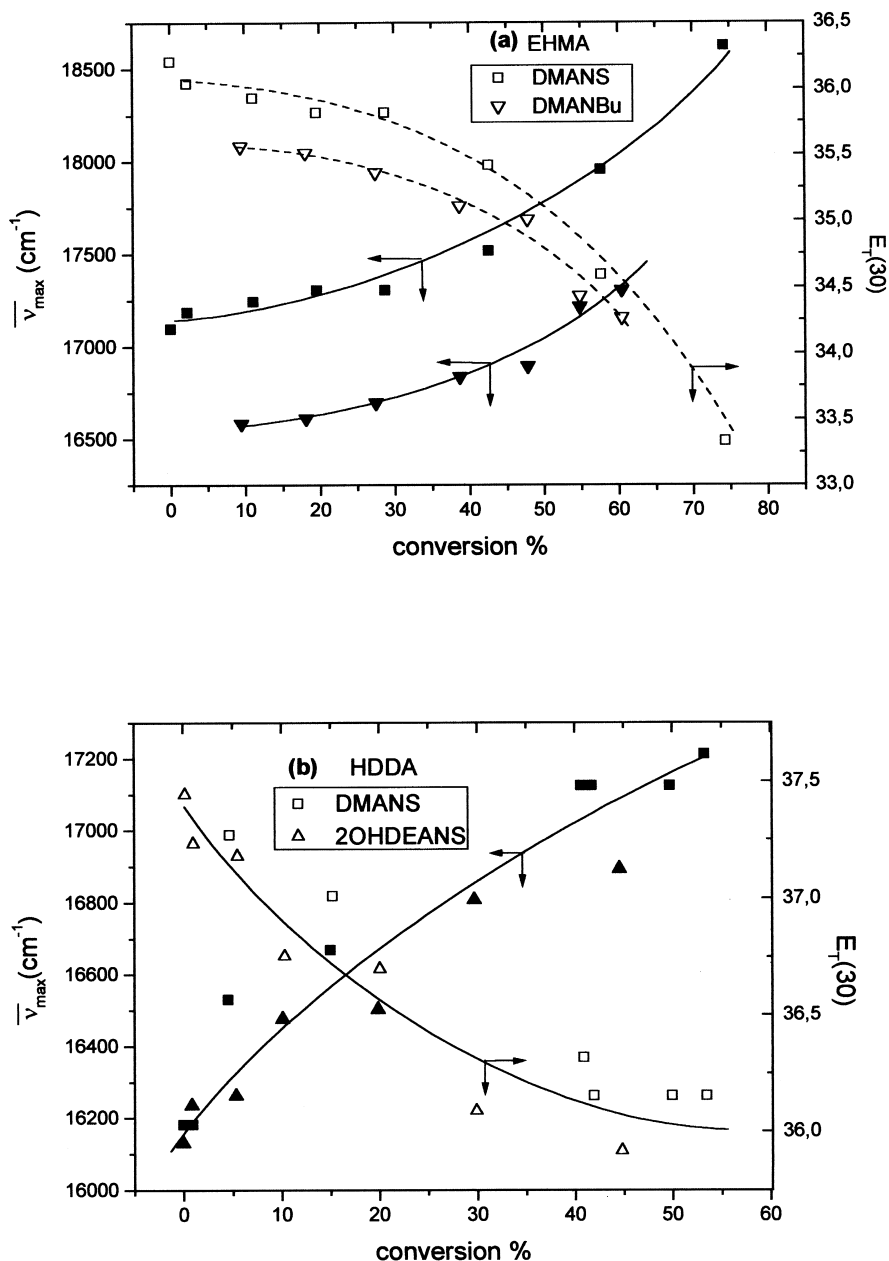 (a) EHMA
DMANS
DMANBu
18500
18000
17500
17000
16500
ν max (cm-1)
36,5
36,0
35,5
35,0
34,5
34,0
33,5
33,0
ET(30)
0 10 20 30 40 50 60 70 80
conversion %
(b) HDDA
DMANS
2OHDEANS
17200
17000
16800
16600
16400
16200
16000
ν max (cm-1)
37,5
37,0
36,5
36,0
ET(30)
0 10 20 30 40 50 60
conversion %